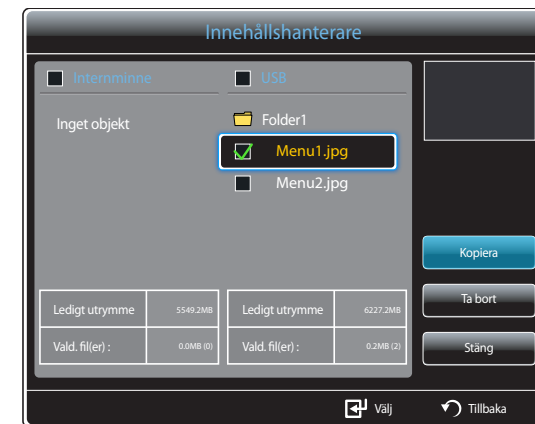 Innehållshanterare
Internminne
USB
Inget objekt
Folder1
Menu1.jpg
Menu2.jpg
Kopiera
Ta bort
Stäng
Ledigt utrymme 5549.2MB
Vald. fil(er) : 0.0MB (0)
Ledigt utrymme 6227.2MB
Vald. fil(er) : 0.2MB (2)
Välj
Tillbaka